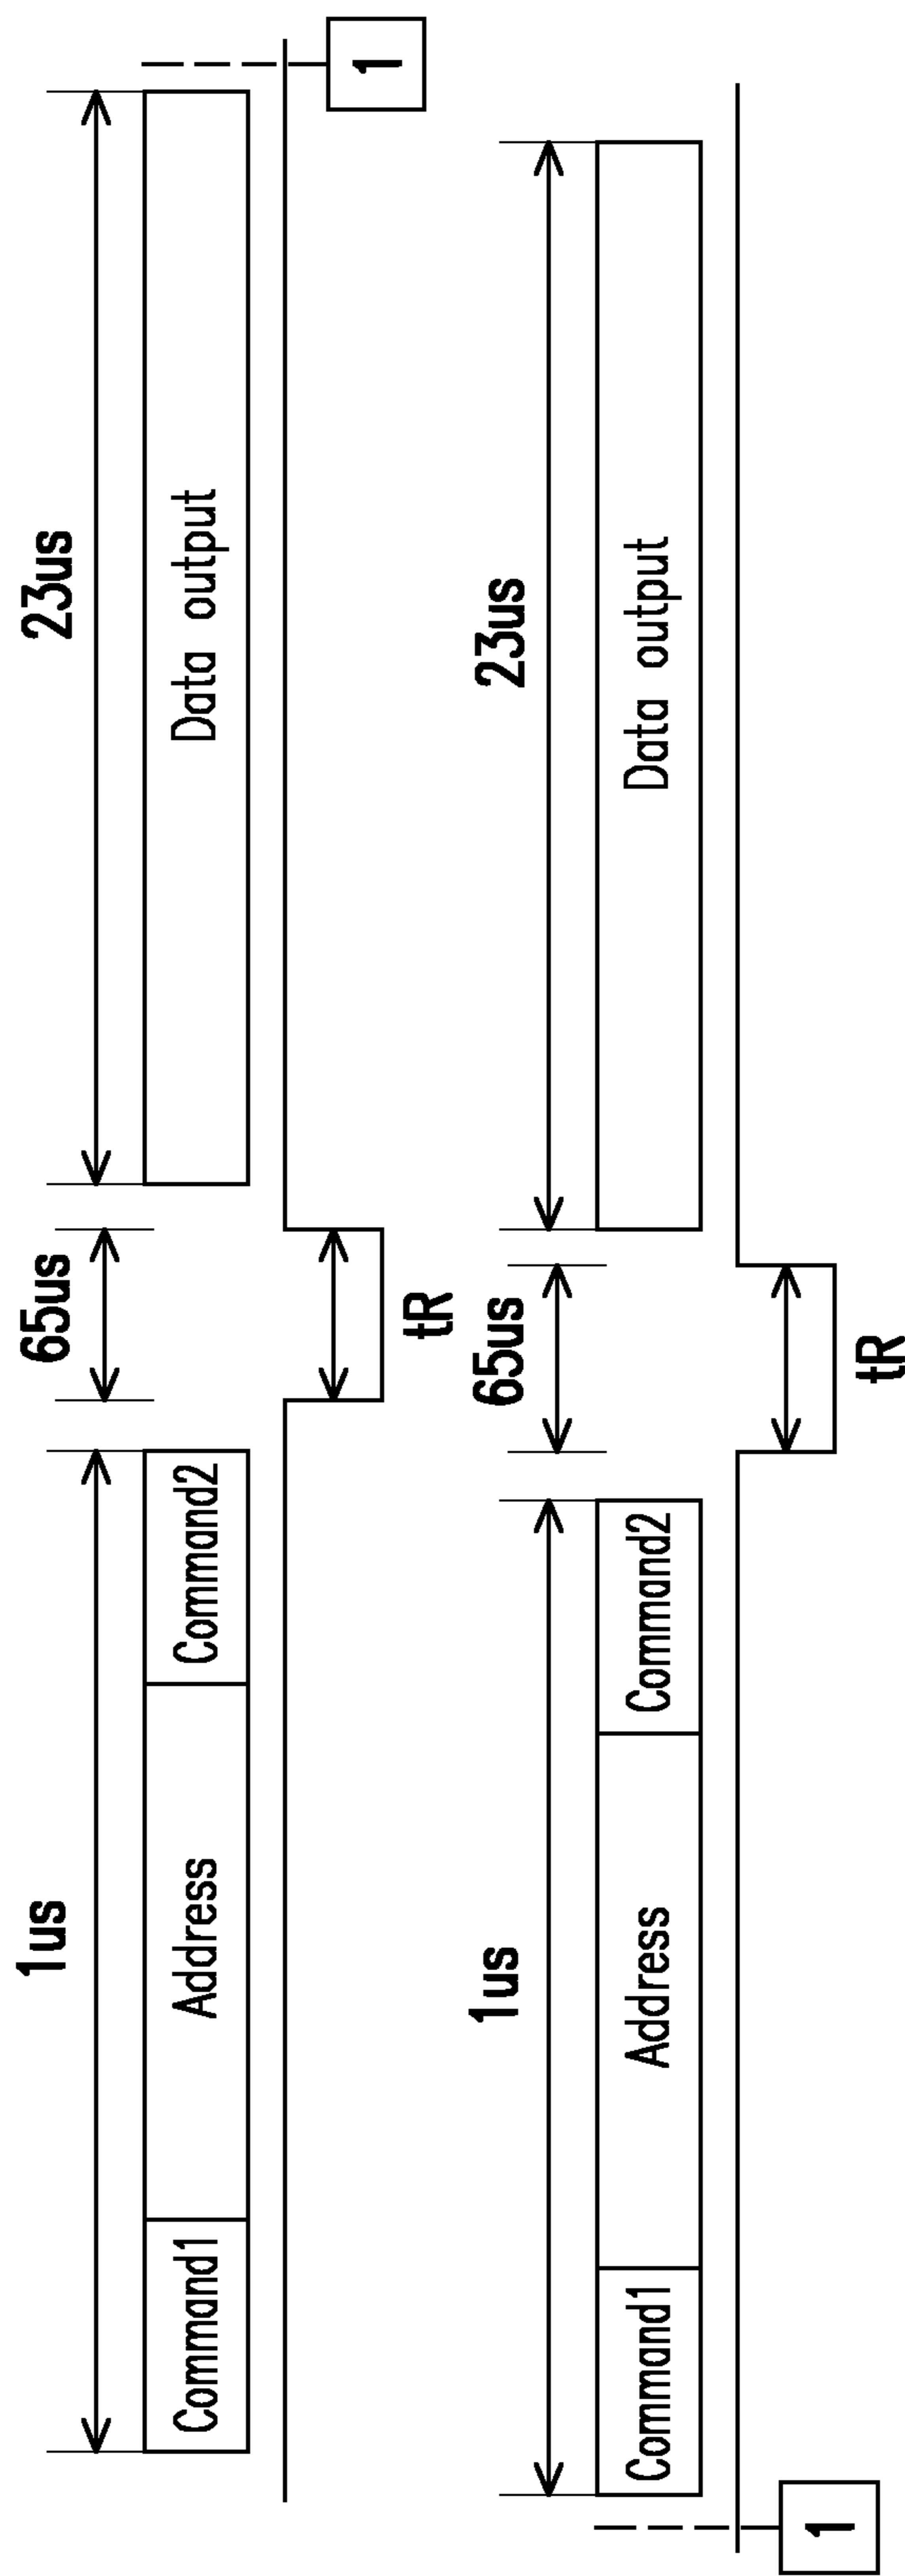 1us
65us
23us
Command1 Address Command2 Data output
tR
1
1us
65us
23us
Command1 Address Command2 Data output
tR
1